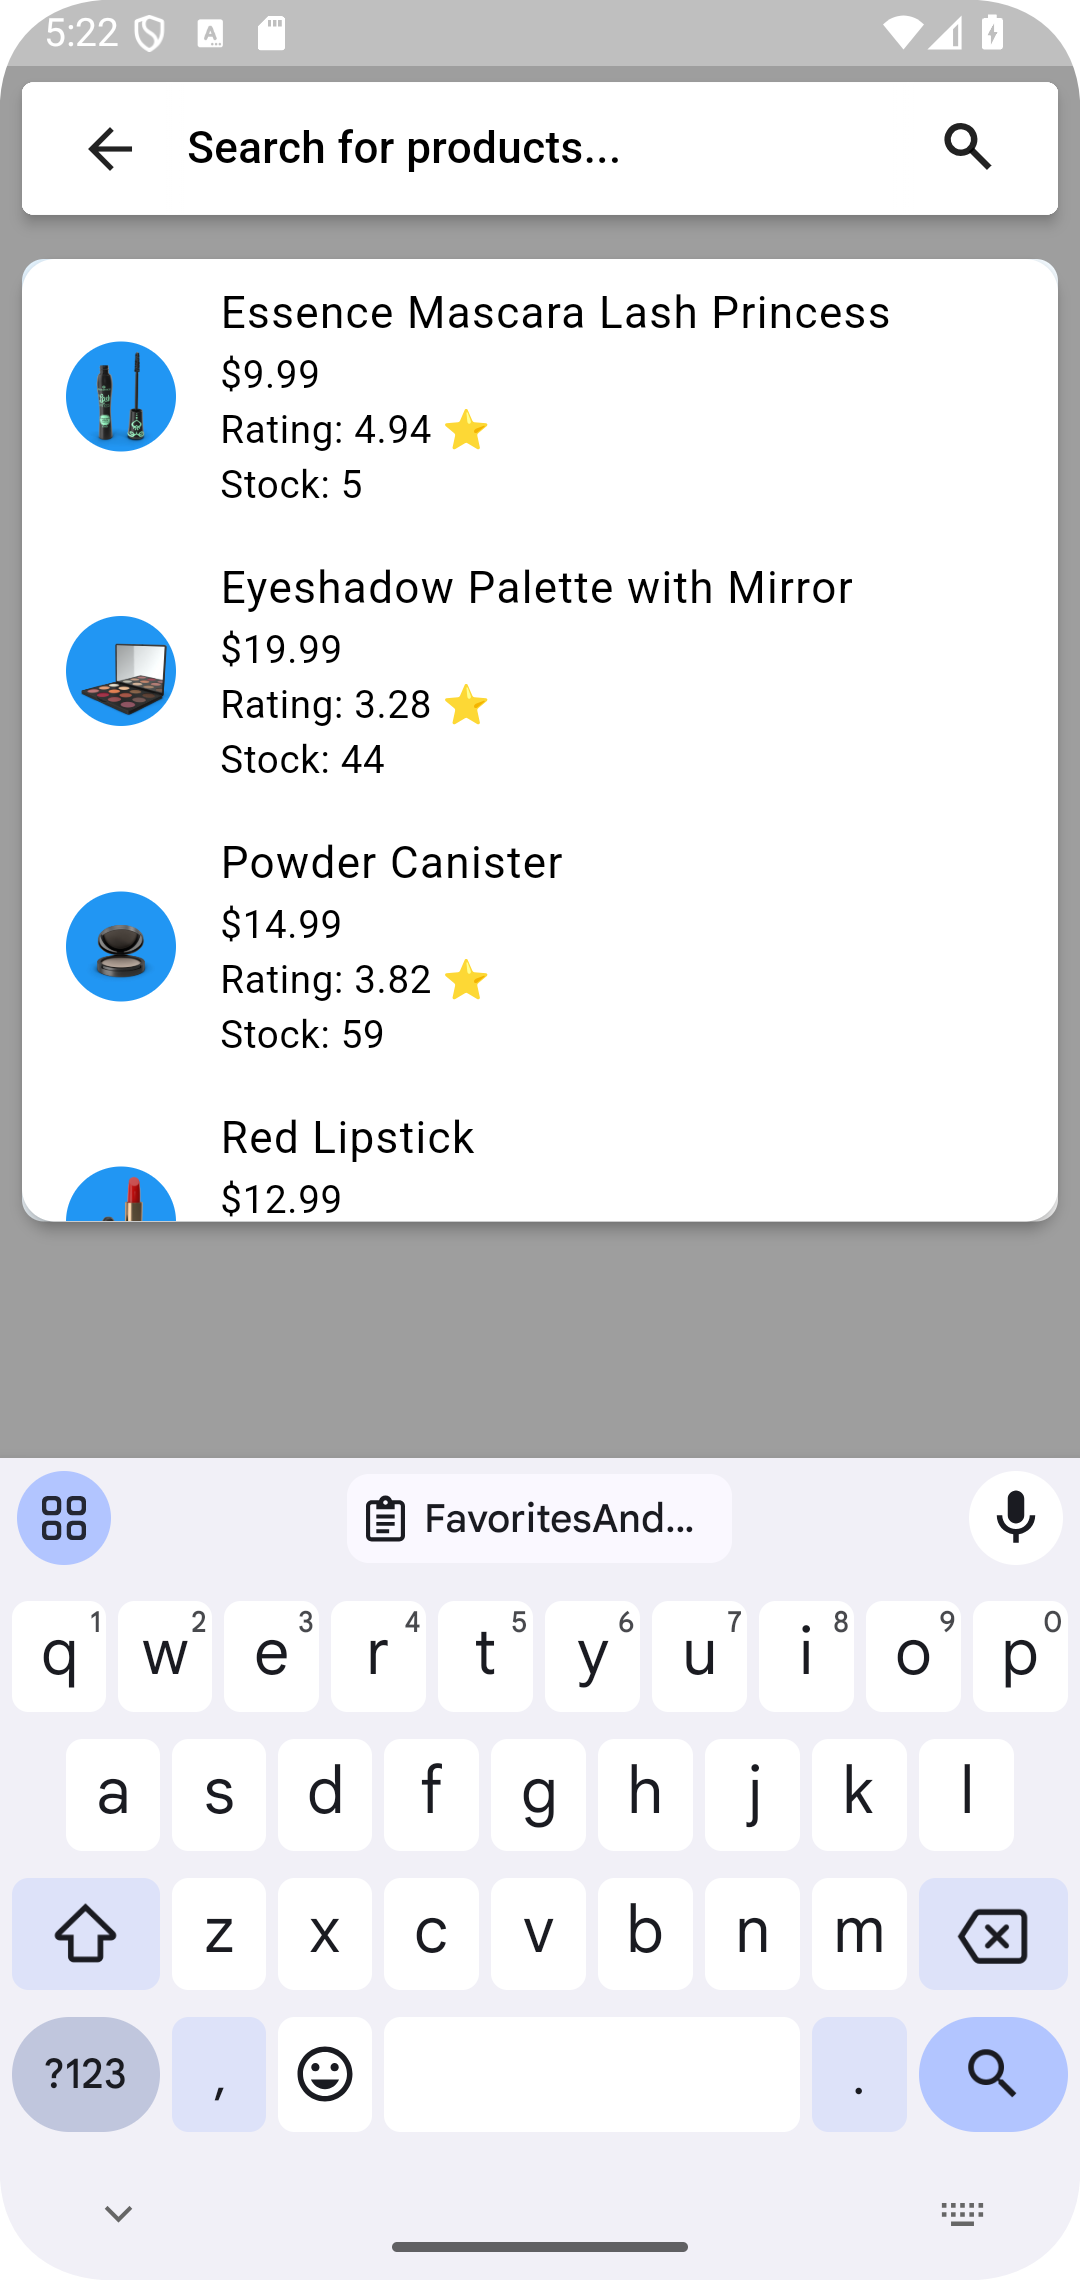 5:22
Search for products...
Essence Mascara Lash Princess
$9.99
Rating: 4.94 ⭐
Stock: 5
Eyeshadow Palette with Mirror
$19.99
Rating: 3.28 ⭐
Stock: 44
Powder Canister
$14.99
Rating: 3.82 ⭐
Stock: 59
Red Lipstick
$12.99
FavoritesAnd...
q 1 w 2 e 3 r 4 t 5 y 6 u 7 i 8 o 9 p 0
a s d f g h j k l
z x c v b n m
?123 , .